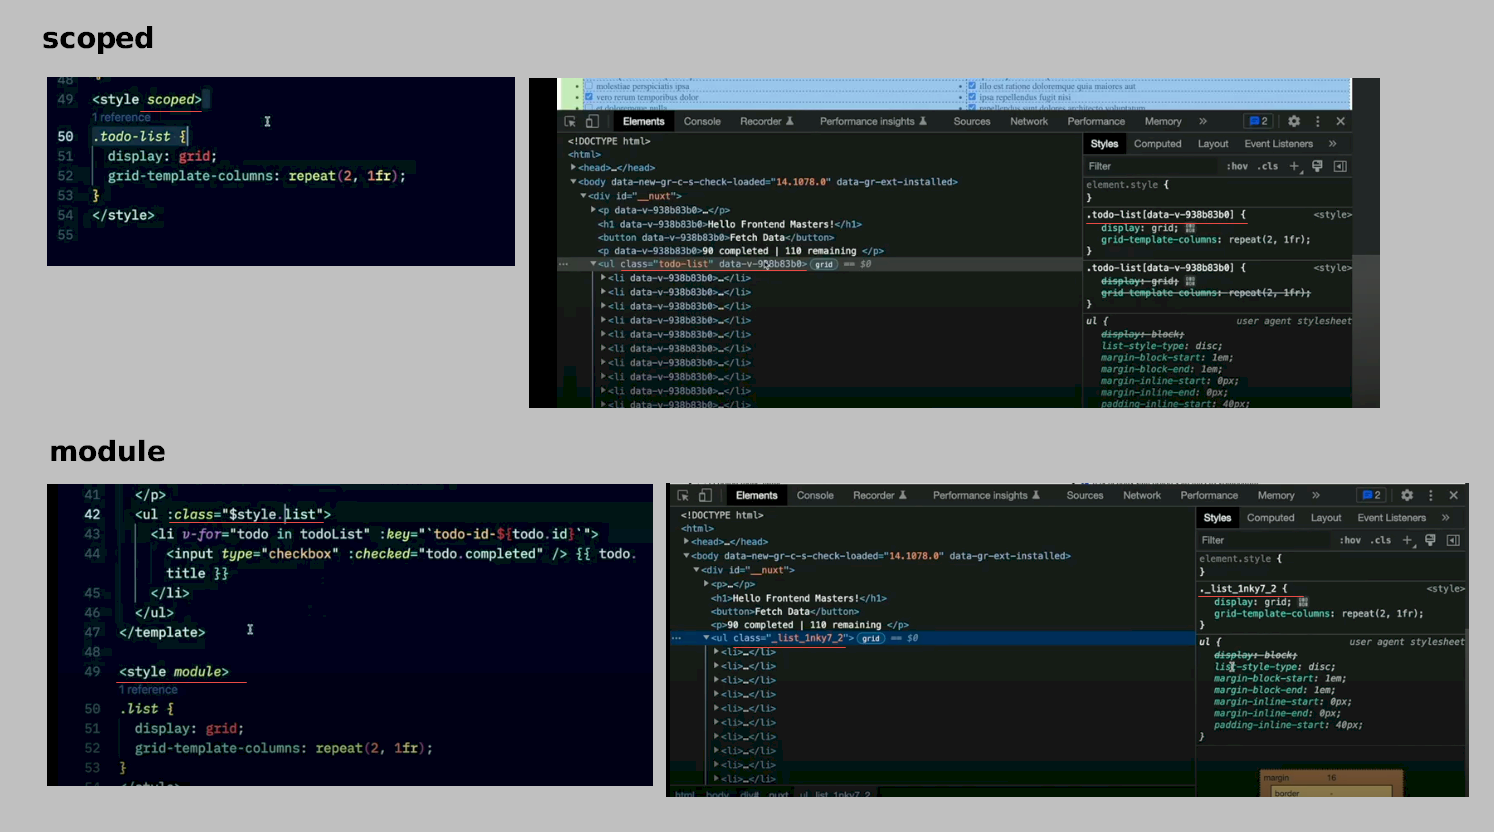 scoped
48
49 <style scoped>
1 reference
50 .todo-list {
51 display: grid;
52 grid-template-columns: repeat(2, 1fr);
53 }
54 </style>
55
molestiae perspiciatis ipsa
illo est ratione doloremque quia maiores aut
vero rerum temporibus dolor
ipsa repellendus fugit nisi
et doloremque nulla
repellendus sunt dolores architecto voluptatum
Elements Console Recorder Performance insights Sources Network Performance Memory » 2
<!DOCTYPE html>
<html>
<head>…</head>
<body data-new-gr-c-s-check-loaded="14.1078.0" data-gr-ext-installed>
<div id="__nuxt">
<p data-v-938b83b0>…</p>
<h1 data-v-938b83b0>Hello Frontend Masters!</h1>
<button data-v-938b83b0>Fetch Data</button>
<p data-v-938b83b0>90 completed | 110 remaining </p>
<ul class="todo-list" data-v-938b83b0> grid == $0
<li data-v-938b83b0>…</li>
<li data-v-938b83b0>…</li>
<li data-v-938b83b0>…</li>
<li data-v-938b83b0>…</li>
<li data-v-938b83b0>…</li>
<li data-v-938b83b0>…</li>
<li data-v-938b83b0>…</li>
<li data-v-938b83b0>…</li>
<li data-v-938b83b0>…</li>
<li data-v-938b83b0>…</li>
Styles Computed Layout Event Listeners »
Filter :hov .cls
element.style {
}
.todo-list[data-v-938b83b0] { <style>
display: grid;
grid-template-columns: repeat(2, 1fr);
}
.todo-list[data-v-938b83b0] { <style>
display: grid;
grid-template-columns: repeat(2, 1fr);
}
ul { user agent stylesheet
display: block;
list-style-type: disc;
margin-block-start: 1em;
margin-block-end: 1em;
margin-inline-start: 0px;
margin-inline-end: 0px;
padding-inline-start: 40px;
module
41 </p>
42 <ul :class="$style.list">
43 <li v-for="todo in todoList" :key="`todo-id-${todo.id}`">
44 <input type="checkbox" :checked="todo.completed" /> {{ todo.
title }}
45 </li>
46 </ul>
47 </template>
48
49 <style module>
1 reference
50 .list {
51 display: grid;
52 grid-template-columns: repeat(2, 1fr);
53 }
54 </style>
Elements Console Recorder Performance insights Sources Network Performance Memory » 2
<!DOCTYPE html>
<html>
<head>…</head>
<body data-new-gr-c-s-check-loaded="14.1078.0" data-gr-ext-installed>
<div id="__nuxt">
<p>…</p>
<h1>Hello Frontend Masters!</h1>
<button>Fetch Data</button>
<p>90 completed | 110 remaining </p>
<ul class="_list_1nky7_2"> grid == $0
<li>…</li>
<li>…</li>
<li>…</li>
<li>…</li>
<li>…</li>
<li>…</li>
<li>…</li>
<li>…</li>
<li>…</li>
<li>…</li>
html body div#__nuxt ul._list_1nky7_2
Styles Computed Layout Event Listeners »
Filter :hov .cls
element.style {
}
._list_1nky7_2 { <style>
display: grid;
grid-template-columns: repeat(2, 1fr);
}
ul { user agent stylesheet
display: block;
list-style-type: disc;
margin-block-start: 1em;
margin-block-end: 1em;
margin-inline-start: 0px;
margin-inline-end: 0px;
padding-inline-start: 40px;
}
margin 16
border -